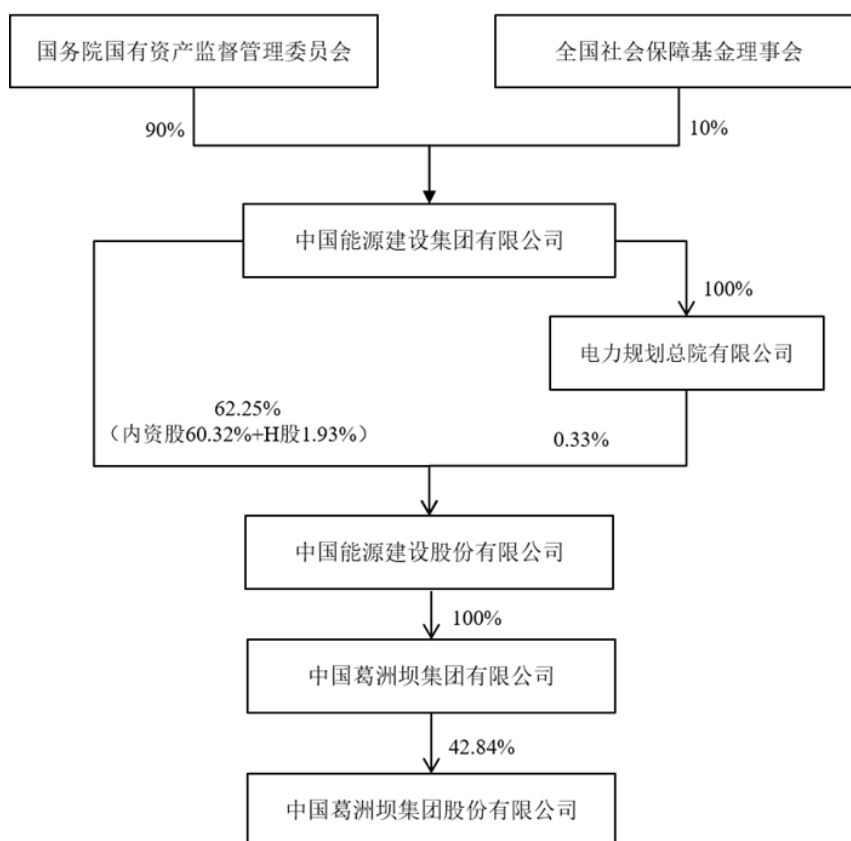 国务院国有资产监督管理委员会
全国社会保障基金理事会
90%
10%
中国能源建设集团有限公司
100%
电力规划总院有限公司
62.25%
（内资股60.32%+H股1.93%）
0.33%
中国能源建设股份有限公司
100%
中国葛洲坝集团有限公司
42.84%
中国葛洲坝集团股份有限公司